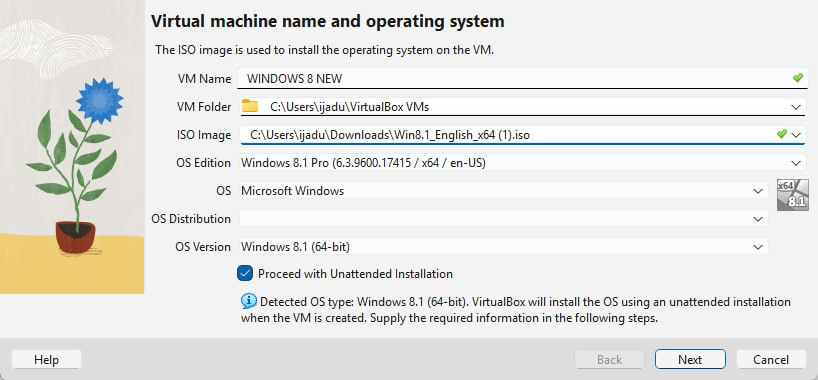 Virtual machine name and operating system
The ISO image is used to install the operating system on the VM.
VM Name WINDOWS 8 NEW
VM Folder C:\Users\ijadu\VirtualBox VMs
ISO Image C:\Users\ijadu\Downloads\Win8.1_English_x64 (1).iso
OS Edition Windows 8.1 Pro (6.3.9600.17415 / x64 / en-US)
OS Microsoft Windows
x64
8.1
OS Distribution
OS Version Windows 8.1 (64-bit)
Proceed with Unattended Installation
Detected OS type: Windows 8.1 (64-bit). VirtualBox will install the OS using an unattended installation
when the VM is created. Supply the required information in the following steps.
Help Back Next Cancel